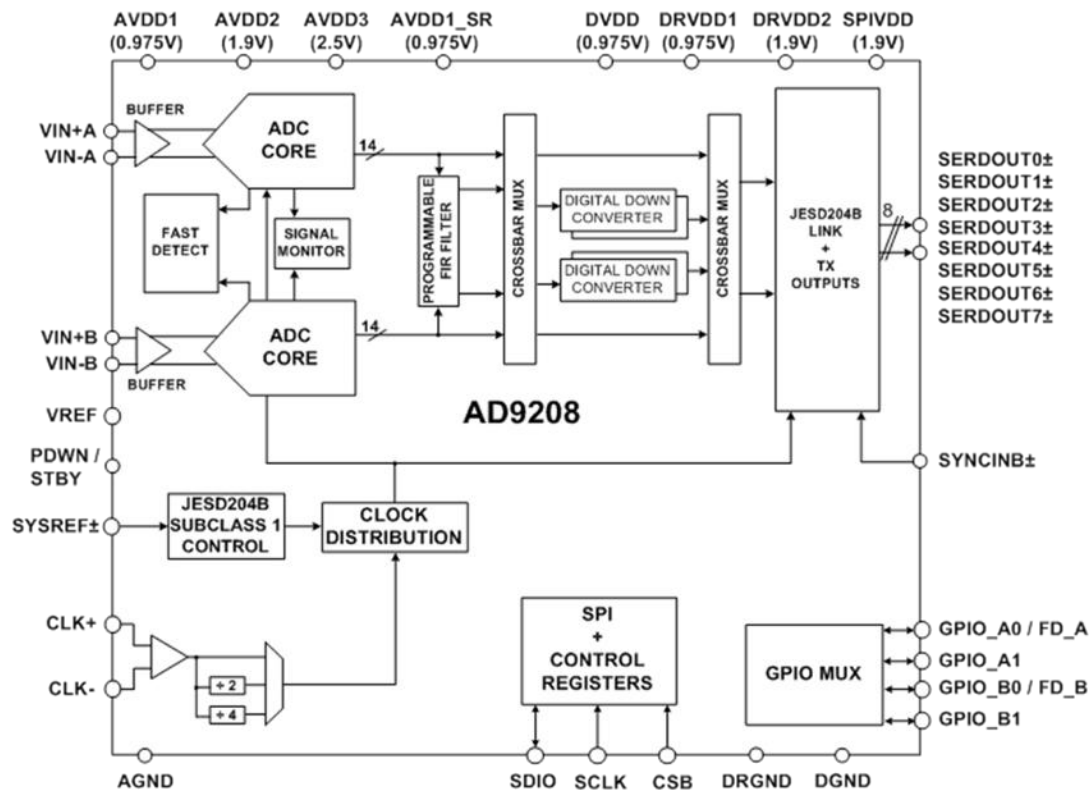 AVDD1
(0.975V)
AVDD2
(1.9V)
AVDD3
(2.5V)
AVDD1_SR
(0.975V)
DVDD
(0.975V)
DRVDD1
(0.975V)
DRVDD2
(1.9V)
SPIVDD
(1.9V)
BUFFER
VIN+A
VIN-A
ADC
CORE
14
FAST
DETECT
SIGNAL
MONITOR
PROGRAMMABLE
FIR FILTER
CROSSBAR MUX
DIGITAL DOWN
CONVERTER
DIGITAL DOWN
CONVERTER
CROSSBAR MUX
JESD204B
LINK
+
TX
OUTPUTS
8
SERDOUT0±
SERDOUT1±
SERDOUT2±
SERDOUT3±
SERDOUT4±
SERDOUT5±
SERDOUT6±
SERDOUT7±
VIN+B
VIN-B
BUFFER
ADC
CORE
14
VREF
AD9208
PDWN /
STBY
SYNCINB±
SYSREF±
JESD204B
SUBCLASS 1
CONTROL
CLOCK
DISTRIBUTION
CLK+
CLK-
÷ 2
÷ 4
SPI
+
CONTROL
REGISTERS
GPIO MUX
GPIO_A0 / FD_A
GPIO_A1
GPIO_B0 / FD_B
GPIO_B1
AGND
SDIO
SCLK
CSB
DRGND
DGND